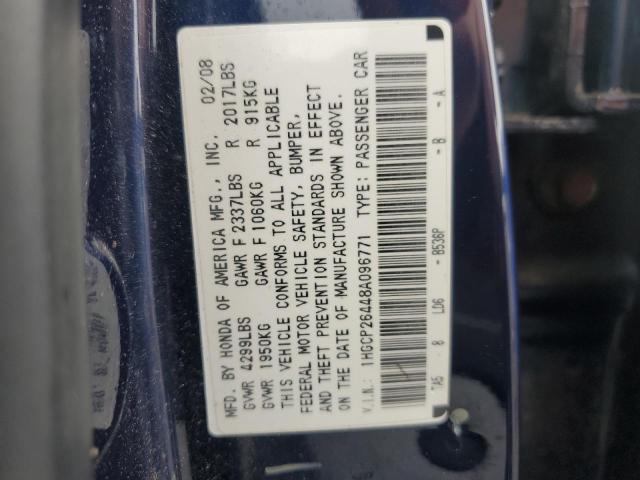 MFD. BY HONDA OF AMERICA MFG., INC. 02/08
GVWR 4299LBS GAWR F 2337LBS R 2017LBS
GVWR 1950KG GAWR F 1060KG R 915KG
THIS VEHICLE CONFORMS TO ALL APPLICABLE
FEDERAL MOTOR VEHICLE SAFETY, BUMPER,
AND THEFT PREVENTION STANDARDS IN EFFECT
ON THE DATE OF MANUFACTURE SHOWN ABOVE.
V.I.N.: 1HGCP26448A096771 TYPE: PASSENGER CAR
TA5 8 LD6 - B536P - B - A